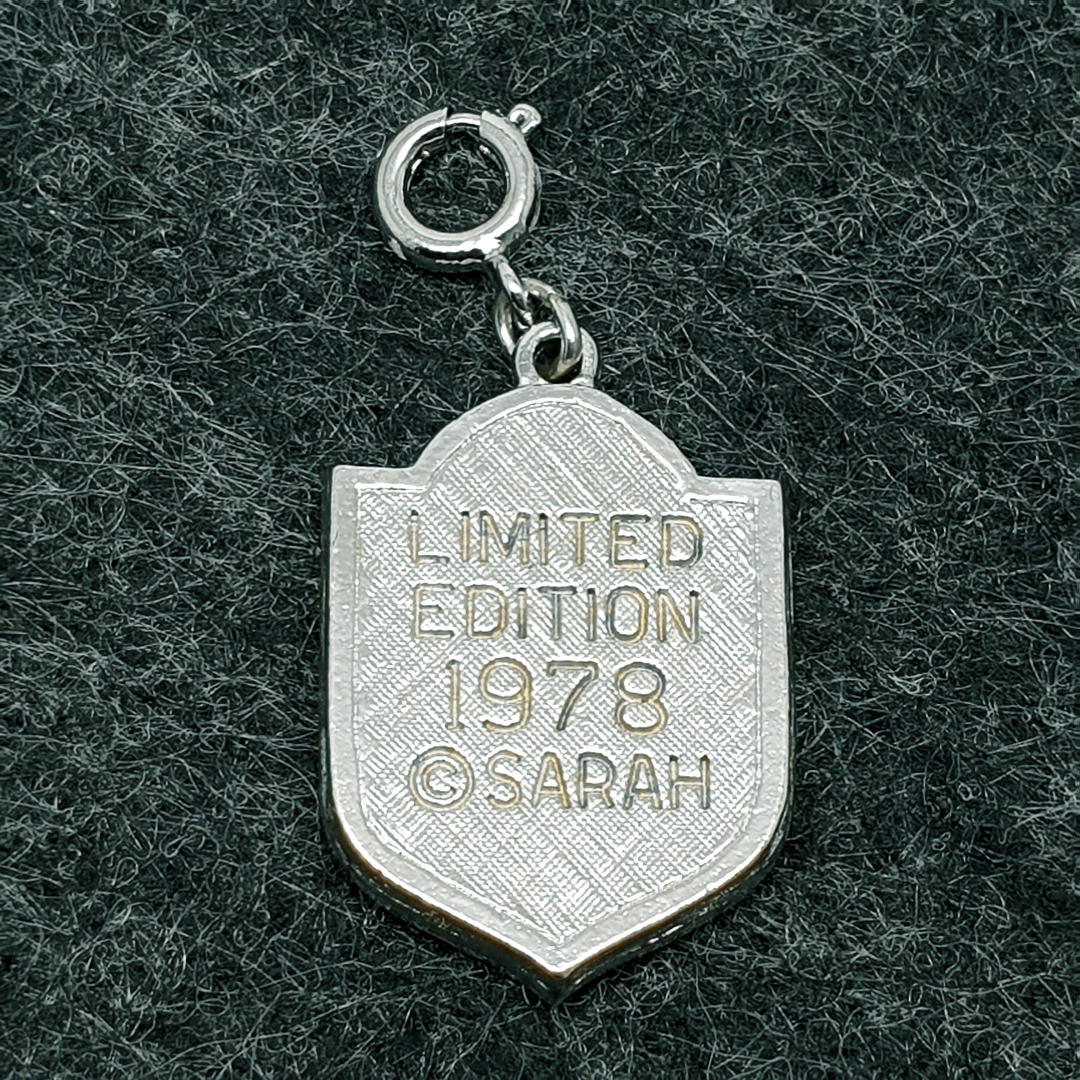 LIMITED
EDITION
1978
©SARAH